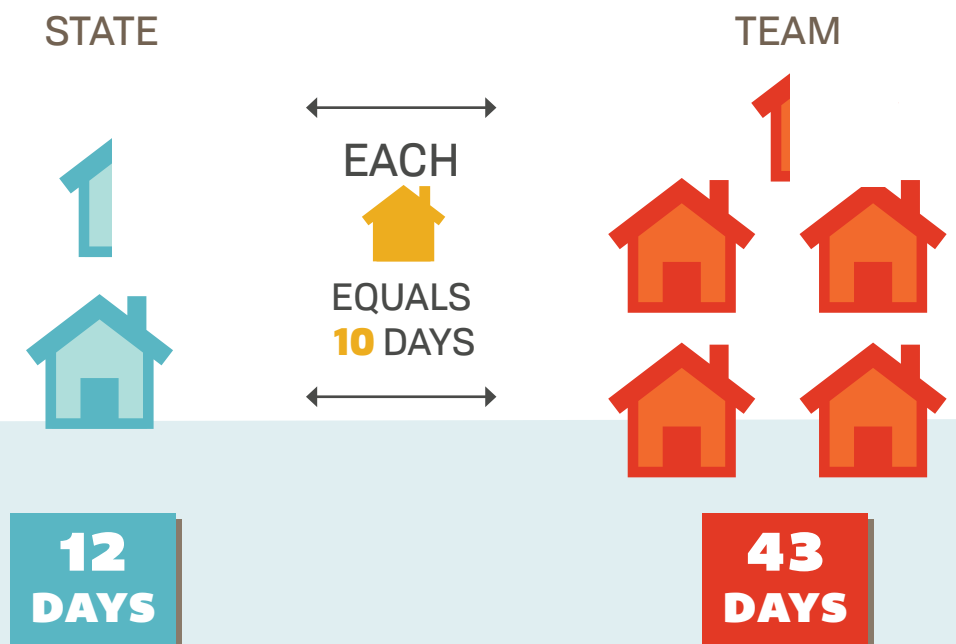 STATE
TEAM
EACH
EQUALS
10 DAYS
12
DAYS
43
DAYS